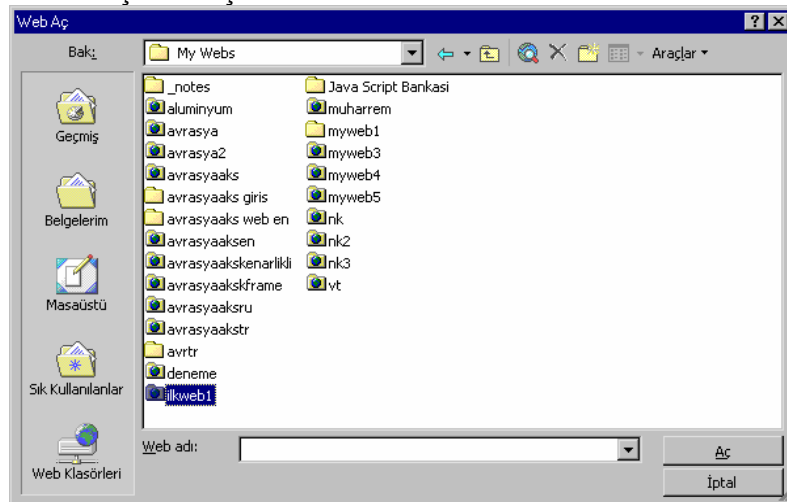 Web Aç
Bak:
My Webs
Araçlar
Geçmiş
Belgelerim
Masaüstü
Sık Kullanılanlar
Web Klasörleri
_notes
aluminyum
avrasya
avrasya2
avrasyaaks
avrasyaaks giris
avrasyaaks web en
avrasyaaksen
avrasyaakskenarlikli
avrasyaakskframe
avrasyaaksru
avrasyaakstr
avrtr
deneme
ilkweb1
Java Script Bankasi
muharrem
myweb1
myweb3
myweb4
myweb5
nk
nk2
nk3
vt
Web adı:
Aç
İptal